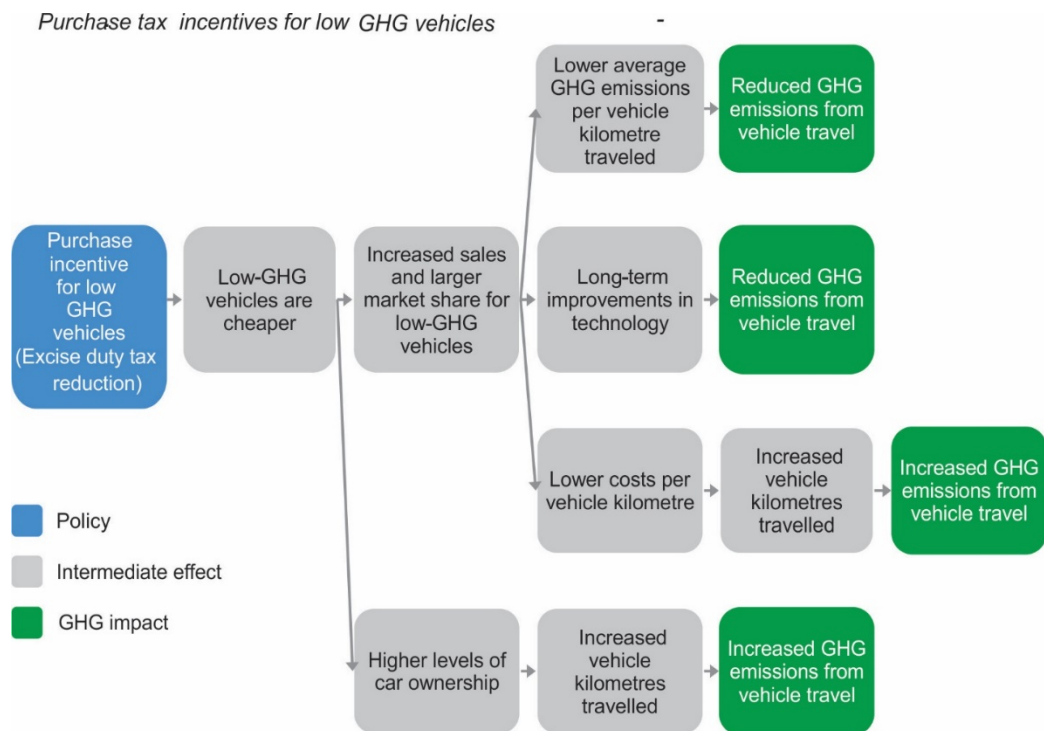 Purchase tax incentives for low GHG vehicles -
Lower average
GHG emissions
per vehicle
kilometre
traveled
Reduced GHG
emissions from
vehicle travel
Purchase
incentive
for low
GHG
vehicles
(Excise duty tax
reduction)
Low-GHG
vehicles are
cheaper
Increased sales
and larger
market share for
low-GHG
vehicles
Long-term
improvements in
technology
Reduced GHG
emissions from
vehicle travel
Lower costs per
vehicle kilometre
Increased
vehicle
kilometres
travelled
Increased GHG
emissions from
vehicle travel
Policy
Intermediate effect
GHG impact
Higher levels of
car ownership
Increased
vehicle
kilometres
travelled
Increased GHG
emissions from
vehicle travel